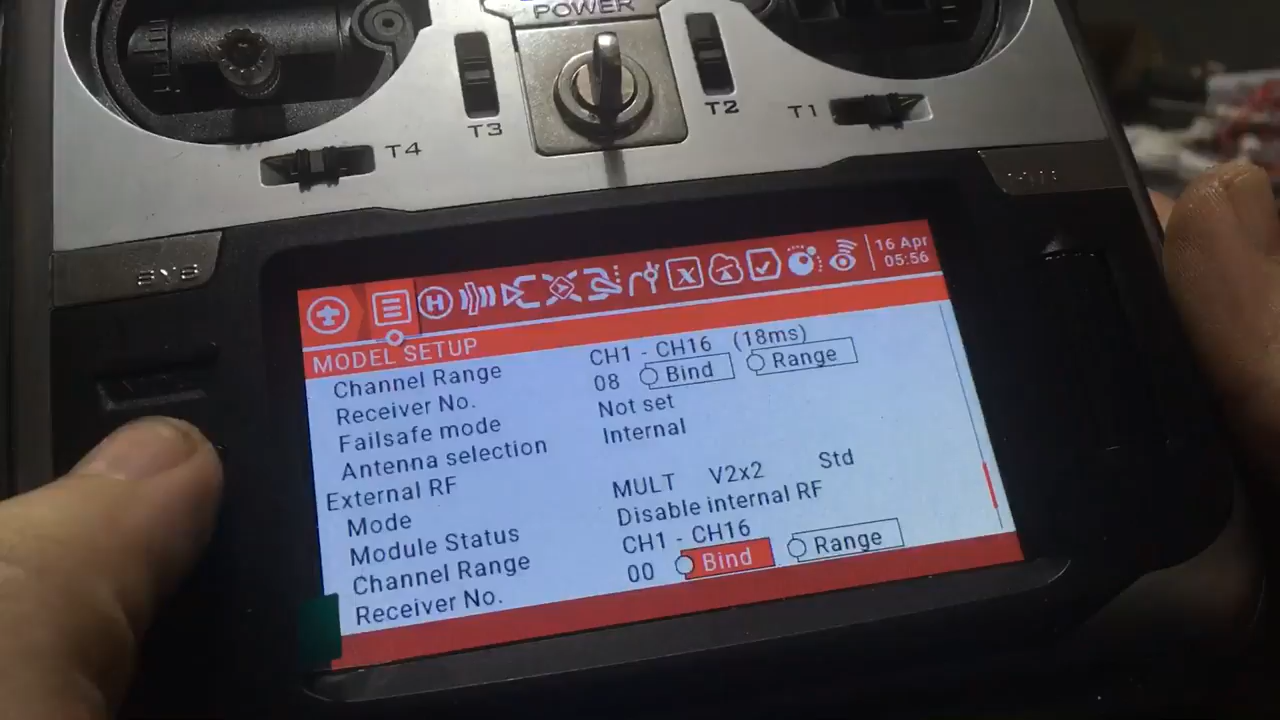 POWER
T3
T2
T1
T4
SYS
16 Apr
05:56
MODEL SETUP
Channel Range CH1 - CH16 (18ms)
Receiver No. 08 Bind Range
Failsafe mode Not set
Antenna selection Internal
External RF
Mode MULT V2x2 Std
Module Status Disable internal RF
Channel Range CH1 - CH16
Receiver No. 00 Bind Range